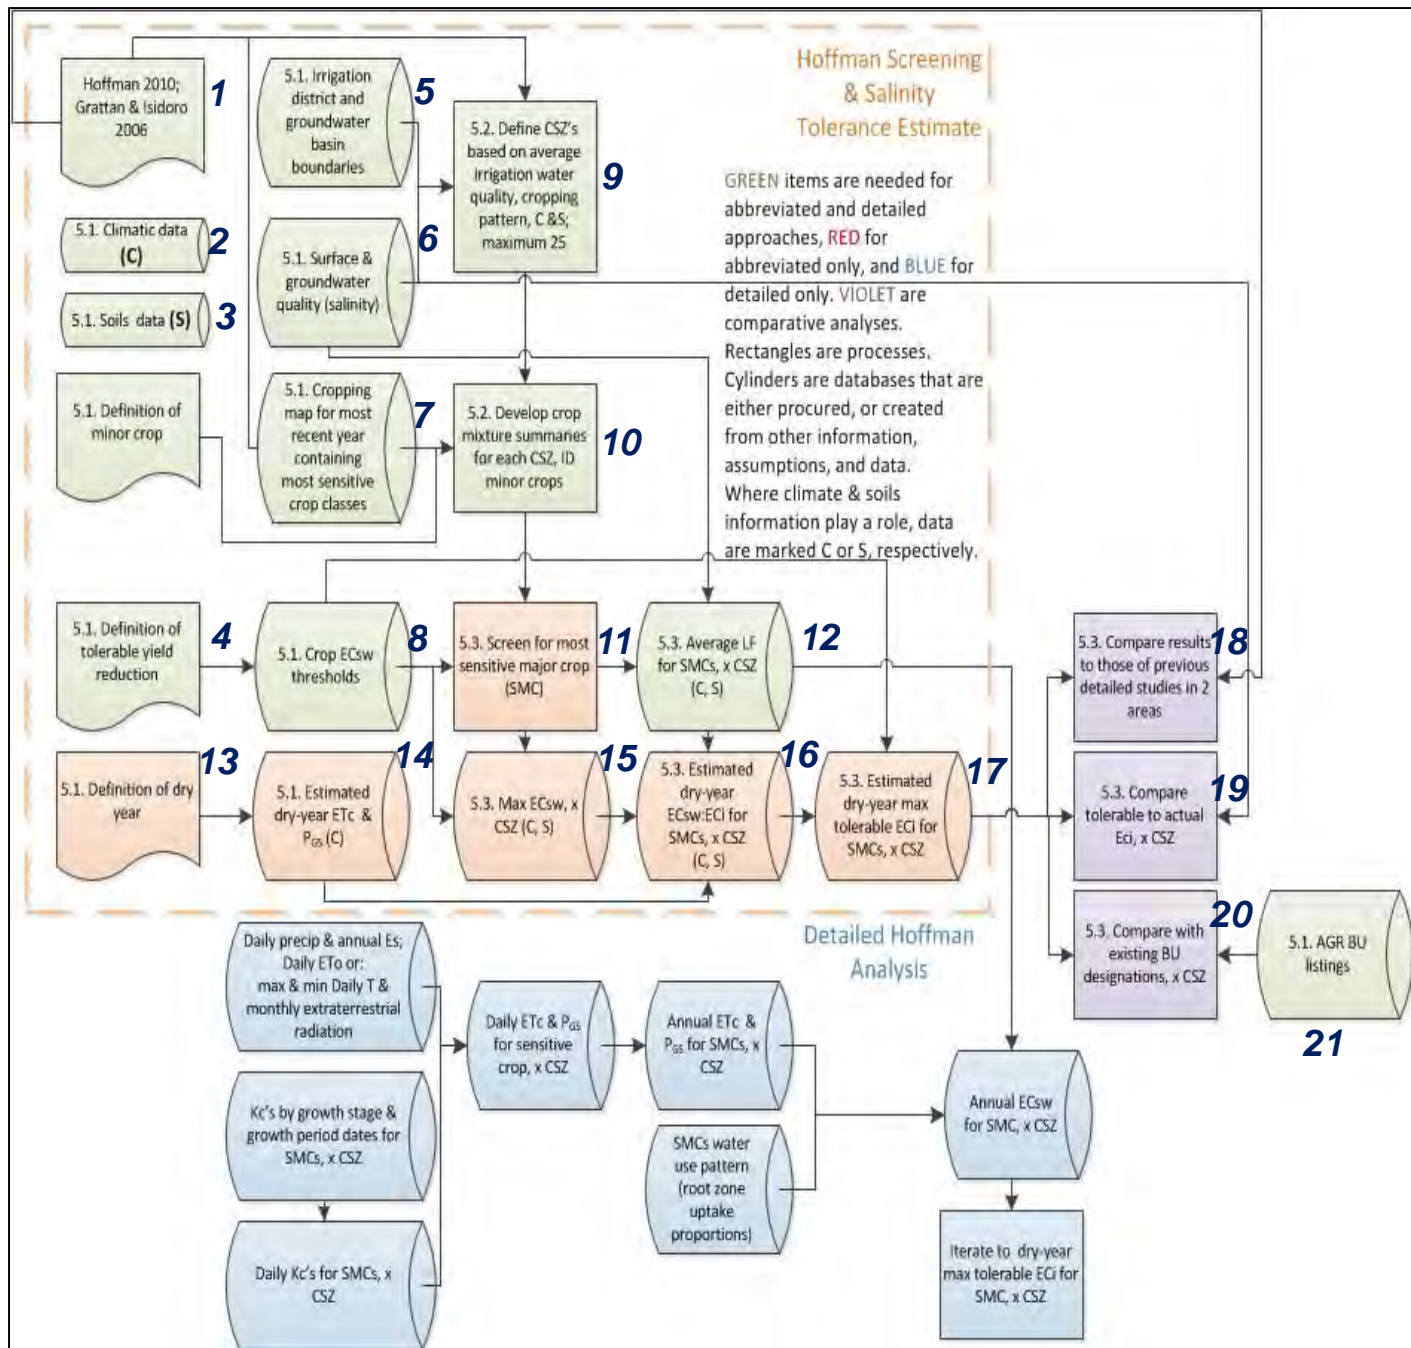 Hoffman 2010;
Grattan & Isidoro
2006
1
5.1. Climatic data
(C)
2
5.1. Soils data (S)
3
5.1. Definition of
minor crop
5.1. Definition of
tolerable yield
reduction
4
5.1. Irrigation
district and
groundwater
basin
boundaries
5
5.1. Surface &
groundwater
quality (salinity)
6
5.1. Cropping
map for most
recent year
containing
most sensitive
crop classes
7
5.1. Crop ECsw
thresholds
8
5.2. Define CSZ's
based on average
irrigation water
quality, cropping
pattern, C &S;
maximum 25
9
5.2. Develop crop
mixture summaries
for each CSZ, ID
minor crops
10
5.3. Screen for most
sensitive major crop
(SMC)
11
5.3. Average LF
for SMCs, x CSZ
(C, S)
12
Hoffman Screening
& Salinity
Tolerance Estimate
GREEN items are needed for
abbreviated and detailed
approaches, RED for
abbreviated only, and BLUE for
detailed only. VIOLET are
comparative analyses.
Rectangles are processes.
Cylinders are databases that are
either procured, or created
from other information,
assumptions, and data.
Where climate & soils
information play a role, data
are marked C or S, respectively.
5.1. Definition of dry
year
13
5.1. Estimated
dry-year ETc &
PGS (C)
14
5.3. Max ECsw, x
CSZ (C, S)
15
5.3. Estimated
dry-year
ECsw:ECi for
SMCs, x CSZ
(C, S)
16
5.3. Estimated
dry-year max
tolerable ECi for
SMCs, x CSZ
17
5.3. Compare results
to those of previous
detailed studies in 2
areas
18
5.3. Compare
tolerable to actual
Eci, x CSZ
19
5.3. Compare with
existing BU
designations, x CSZ
20
5.1. AGR BU
listings
21
Detailed Hoffman
Analysis
Daily precip & annual Es;
Daily ETo or:
max & min Daily T &
monthly extraterrestrial
radiation
Kc's by growth stage &
growth period dates for
SMCs, x CSZ
Daily Kc's for SMCs, x
CSZ
Daily ETc & PGS
for sensitive
crop, x CSZ
Annual ETc &
PGS for SMCs, x
CSZ
SMCs water
use pattern
(root zone
uptake
proportions)
Annual ECsw
for SMC, x CSZ
Iterate to dry-year
max tolerable ECi for
SMC, x CSZ